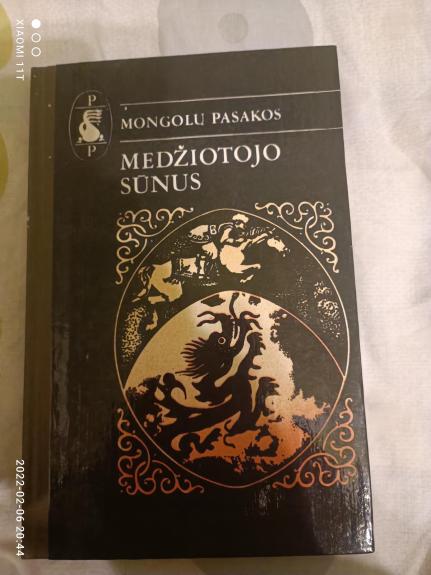 P
P
MONGOLŲ PASAKOS
MEDŽIOTOJO
SŪNUS
XIAOMI 11T
2022-02-06 20:44